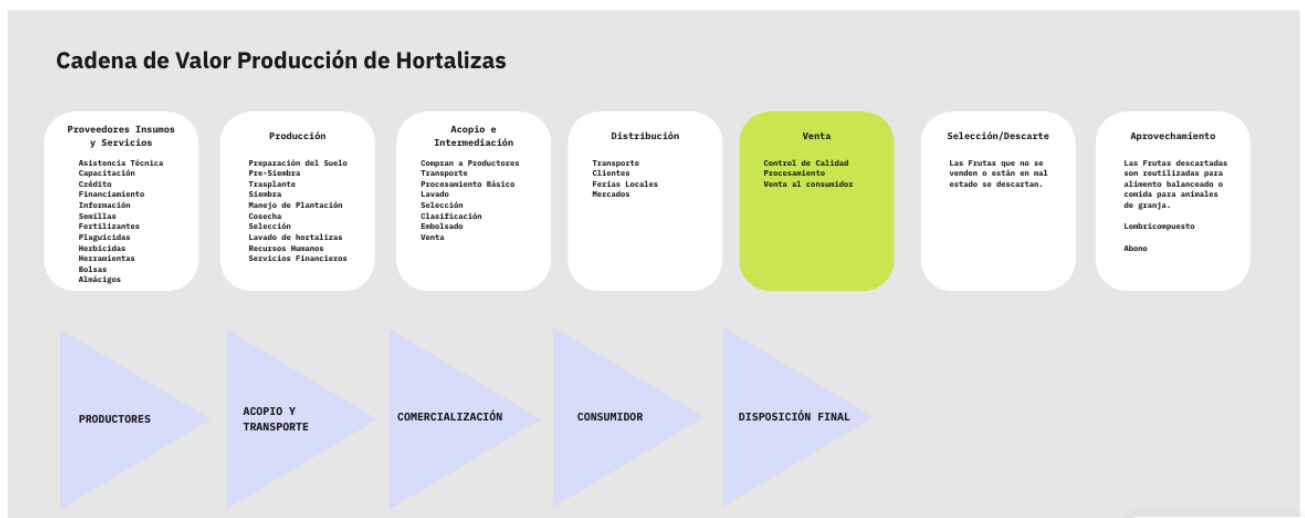 Cadena de Valor Producción de Hortalizas
Proveedores Insumos
y Servicios
Asistencia Técnica
Capacitación
Crédito
Financiamiento
Información
Semillas
Fertilizantes
Plaguicidas
Herbicidas
Herramientas
Bolsas
Almácigos
Producción
Preparación del Suelo
Pre-Siembra
Trasplante
Siembra
Manejo de Plantación
Cosecha
Selección
Lavado de hortalizas
Recursos Humanos
Servicios Financieros
Acopio e
Intermediación
Compran a Productores
Transporte
Procesamiento Básico
Lavado
Selección
Clasificación
Embolsado
Venta
Distribución
Transporte
Clientes
Ferias Locales
Mercados
Venta
Control de Calidad
Procesamiento
Venta al consumidor
Selección/Descarte
Las Frutas que no se
venden o están en mal
estado se descartan.
Aprovechamiento
Las Frutas descartadas
son reutilizadas para
alimento balanceado o
comida para animales
de granja.
Lombricompuesto
Abono
PRODUCTORES
ACOPIO Y
TRANSPORTE
COMERCIALIZACIÓN
CONSUMIDOR
DISPOSICIÓN FINAL